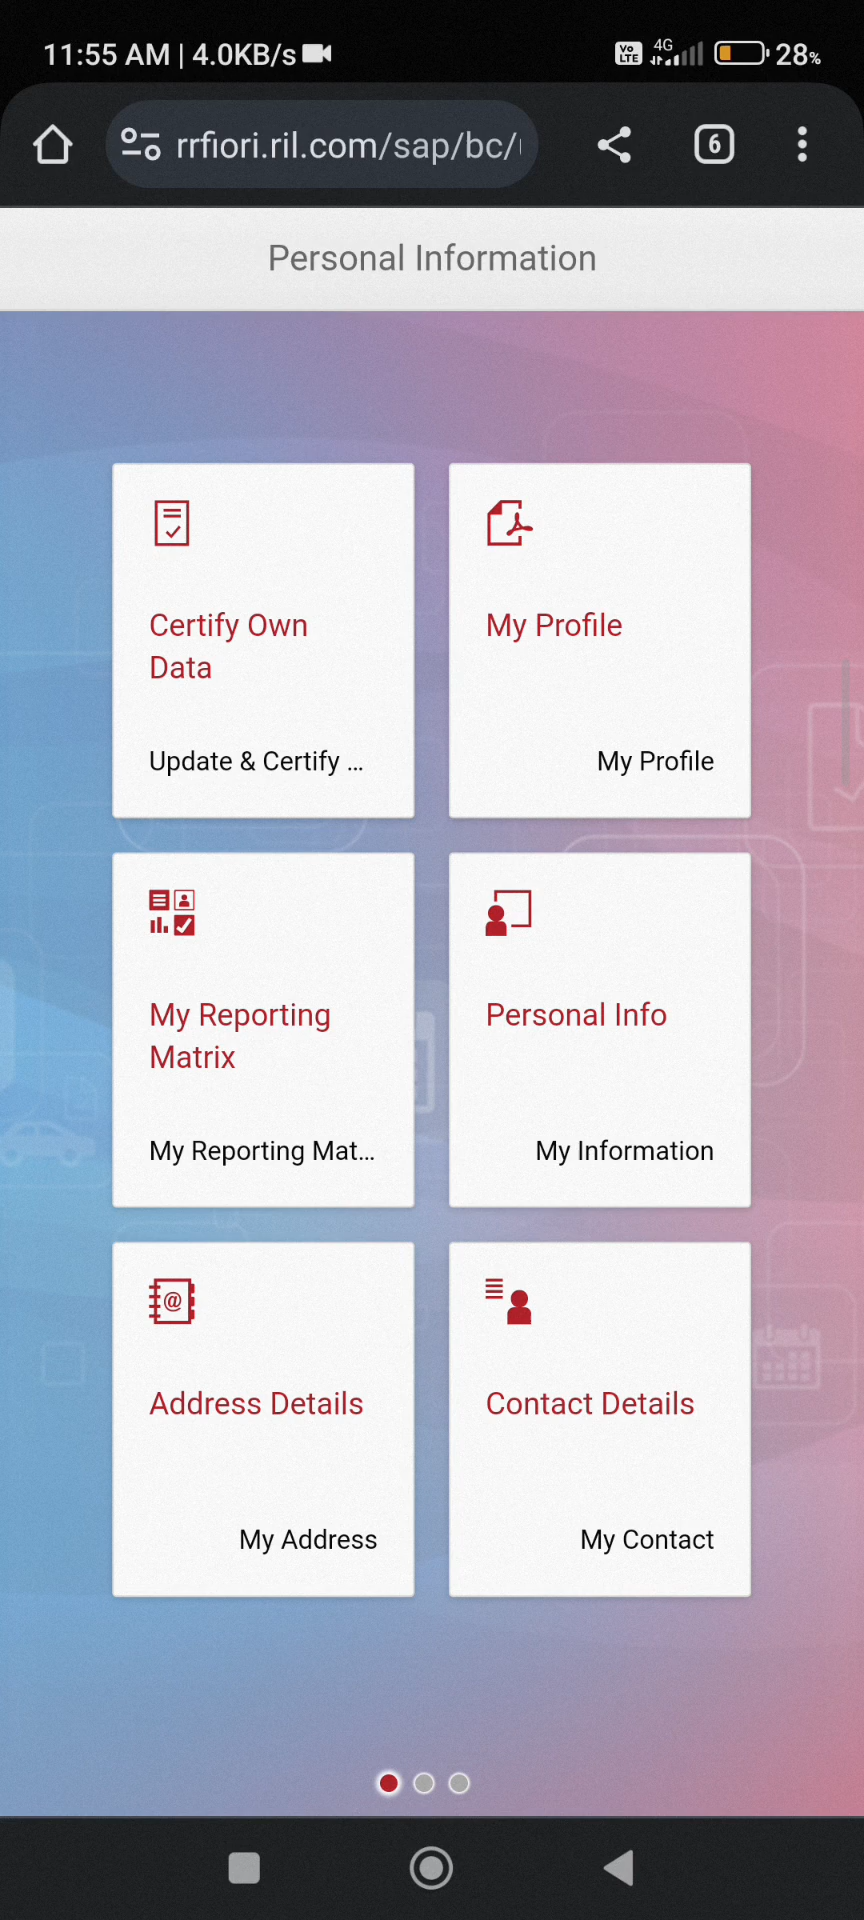 11:55 AM | 4.0KB/s
Vo LTE 4G 28%
rrfiori.ril.com/sap/bc/
6
Personal Information
Certify Own
Data
Update & Certify ...
My Profile
My Profile
My Reporting
Matrix
My Reporting Mat...
Personal Info
My Information
@
Address Details
My Address
Contact Details
My Contact